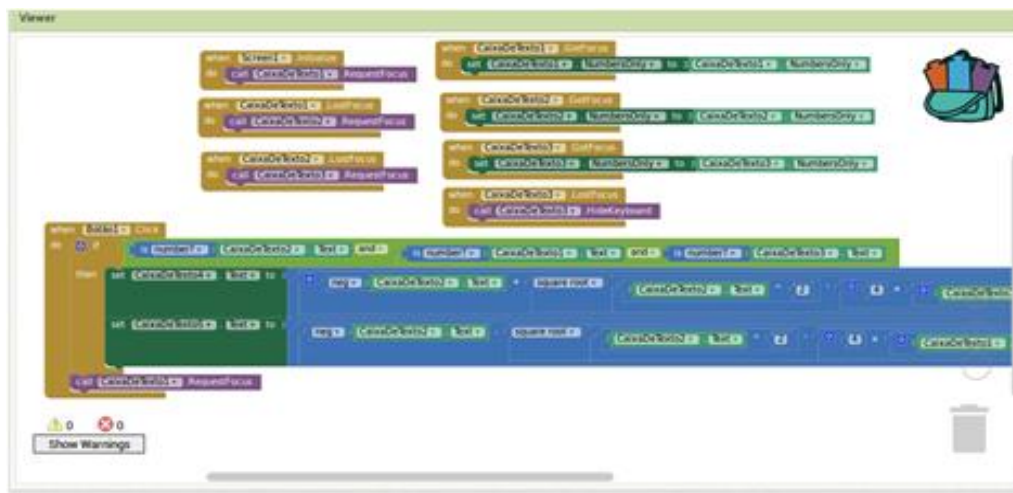 Viewer
when Screen1 .Initialize
do call CaixaDeTexto1 .RequestFocus
when CaixaDeTexto1 .LostFocus
do call CaixaDeTexto2 .RequestFocus
when CaixaDeTexto2 .LostFocus
do call CaixaDeTexto3 .RequestFocus
when CaixaDeTexto1 .GotFocus
do set CaixaDeTexto1 . NumbersOnly to CaixaDeTexto1 . NumbersOnly
when CaixaDeTexto2 .GotFocus
do set CaixaDeTexto2 . NumbersOnly to CaixaDeTexto2 . NumbersOnly
when CaixaDeTexto3 .GotFocus
do set CaixaDeTexto3 . NumbersOnly to CaixaDeTexto3 . NumbersOnly
when CaixaDeTexto3 .LostFocus
do call CaixaDeTexto3 .HideKeyboard
when Botão1 .Click
do if is number? CaixaDeTexto2 . Text and is number? CaixaDeTexto1 . Text and is number? CaixaDeTexto3 . Text
then set CaixaDeTexto4 . Text to neg CaixaDeTexto2 . Text + square root CaixaDeTexto2 . Text ^ 2 - 4 × CaixaDeTexto
set CaixaDeTexto5 . Text to neg CaixaDeTexto2 . Text - square root CaixaDeTexto2 . Text ^ 2 - 4 × CaixaDeTexto1
call CaixaDeTexto1 .RequestFocus
0 0
Show Warnings